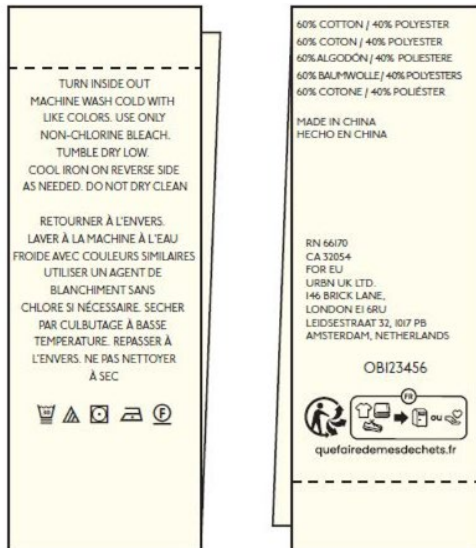 TURN INSIDE OUT
MACHINE WASH COLD WITH
LIKE COLORS. USE ONLY
NON-CHLORINE BLEACH.
TUMBLE DRY LOW.
COOL IRON ON REVERSE SIDE
AS NEEDED. DO NOT DRY CLEAN
RETOURNER À L'ENVERS.
LAVER À LA MACHINE À L'EAU
FROIDE AVEC COULEURS SIMILAIRES
UTILISER UN AGENT DE
BLANCHIMENT SANS
CHLORE SI NÉCESSAIRE. SECHER
PAR CULBUTAGE À BASSE
TEMPERATURE. REPASSER À
L'ENVERS. NE PAS NETTOYER
À SEC
F
60% COTTON / 40% POLYESTER
60% COTON / 40% POLYESTER
60% ALGODÓN / 40% POLIESTERE
60% BAUMWOLLE / 40% POLYESTERS
60% COTONE / 40% POLIÉSTER
MADE IN CHINA
HECHO EN CHINA
RN 66170
CA 32054
FOR EU
URBN UK LTD.
146 BRICK LANE,
LONDON E1 6RU
LEIDSESTRAAT 32, 1017 PB
AMSTERDAM, NETHERLANDS
OB123456
FR
ou
quefairedemesdechets.fr